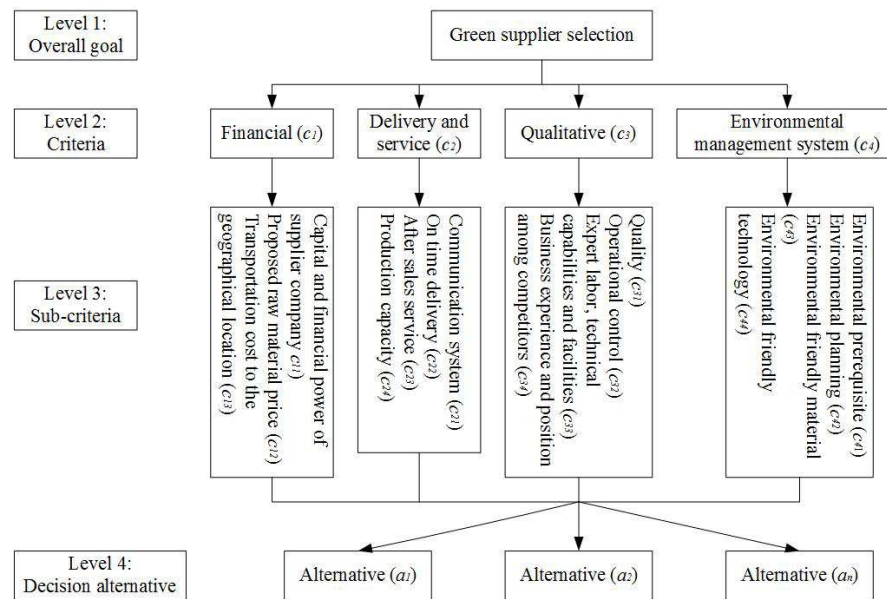 Level 1:
Overall goal
Green supplier selection
Level 2:
Criteria
Financial (c1)
Delivery and
service (c2)
Qualitative (c3)
Environmental
management system (c4)
Level 3:
Sub-criteria
Capital and financial power of
supplier company c11)
Proposed raw material price (c12)
Transportation cost to the
geographical location (c13)
Communication system (c21)
On time delivery (c22)
After sales service (c23)
Production capacity (c24)
Quality (c31)
Operational control (c32)
Expert labor, technical
capabilities and facilities (c33)
Business experience and position
among competitors (c34)
Environmental prerequisite (c41)
Environmental planning (c42)
Environmental friendly material
(c43)
Environmental friendly
technology (c44)
Level 4:
Decision alternative
Alternative (a1)
Alternative (a2)
Alternative (an)